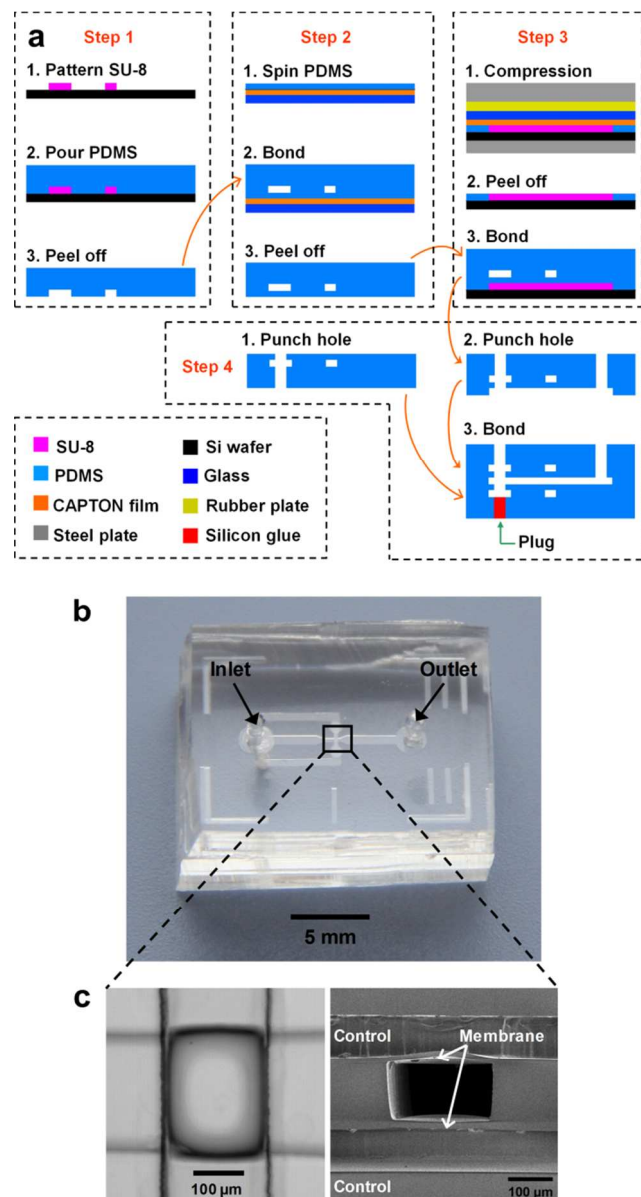 a
Step 1
1. Pattern SU-8
2. Pour PDMS
3. Peel off
Step 2
1. Spin PDMS
2. Bond
3. Peel off
Step 3
1. Compression
2. Peel off
3. Bond
Step 4
1. Punch hole
2. Punch hole
3. Bond
Plug
SU-8
Si wafer
PDMS
Glass
CAPTON film
Rubber plate
Steel plate
Silicon glue
b
Inlet
Outlet
5 mm
c
100 µm
Control
Membrane
Control
100 µm